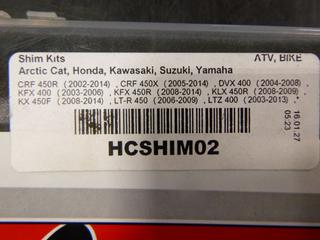 Shim Kits ATV, BIKE
Arctic Cat, Honda, Kawasaki, Suzuki, Yamaha
CRF 450R (2002-2014) , CRF 450X (2005-2014) , DVX 400 (2004-2008) ,
KFX 400 (2003-2006) , KFX 450R (2008-2014) , KLX 450R (2008-2009) ,
KX 450F (2008-2014) , LT-R 450 (2006-2009) , LTZ 400 (2003-2013) , *
16.01.27
05:23
HCSHIM02